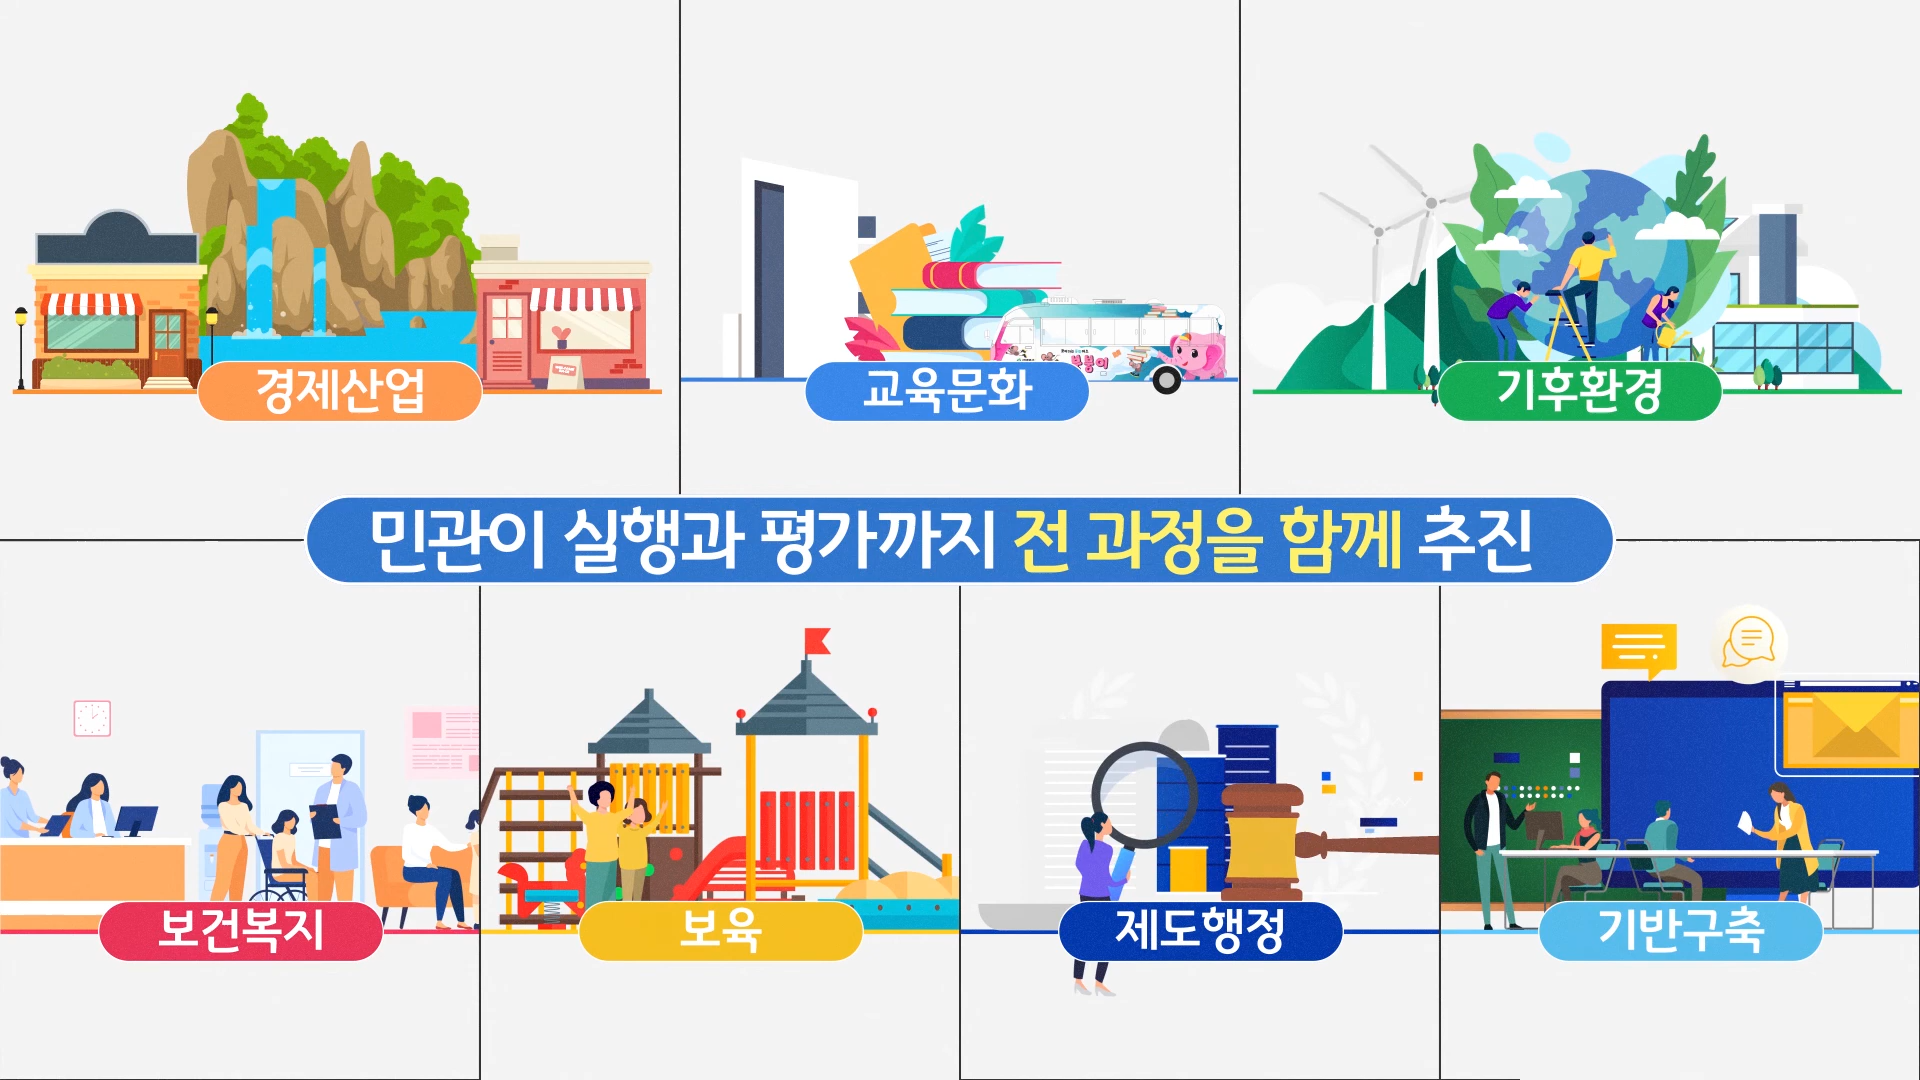 경제산업
교육문화
기후환경
민관이 실행과 평가까지 전 과정을 함께 추진
보건복지
보육
제도행정
기반구축